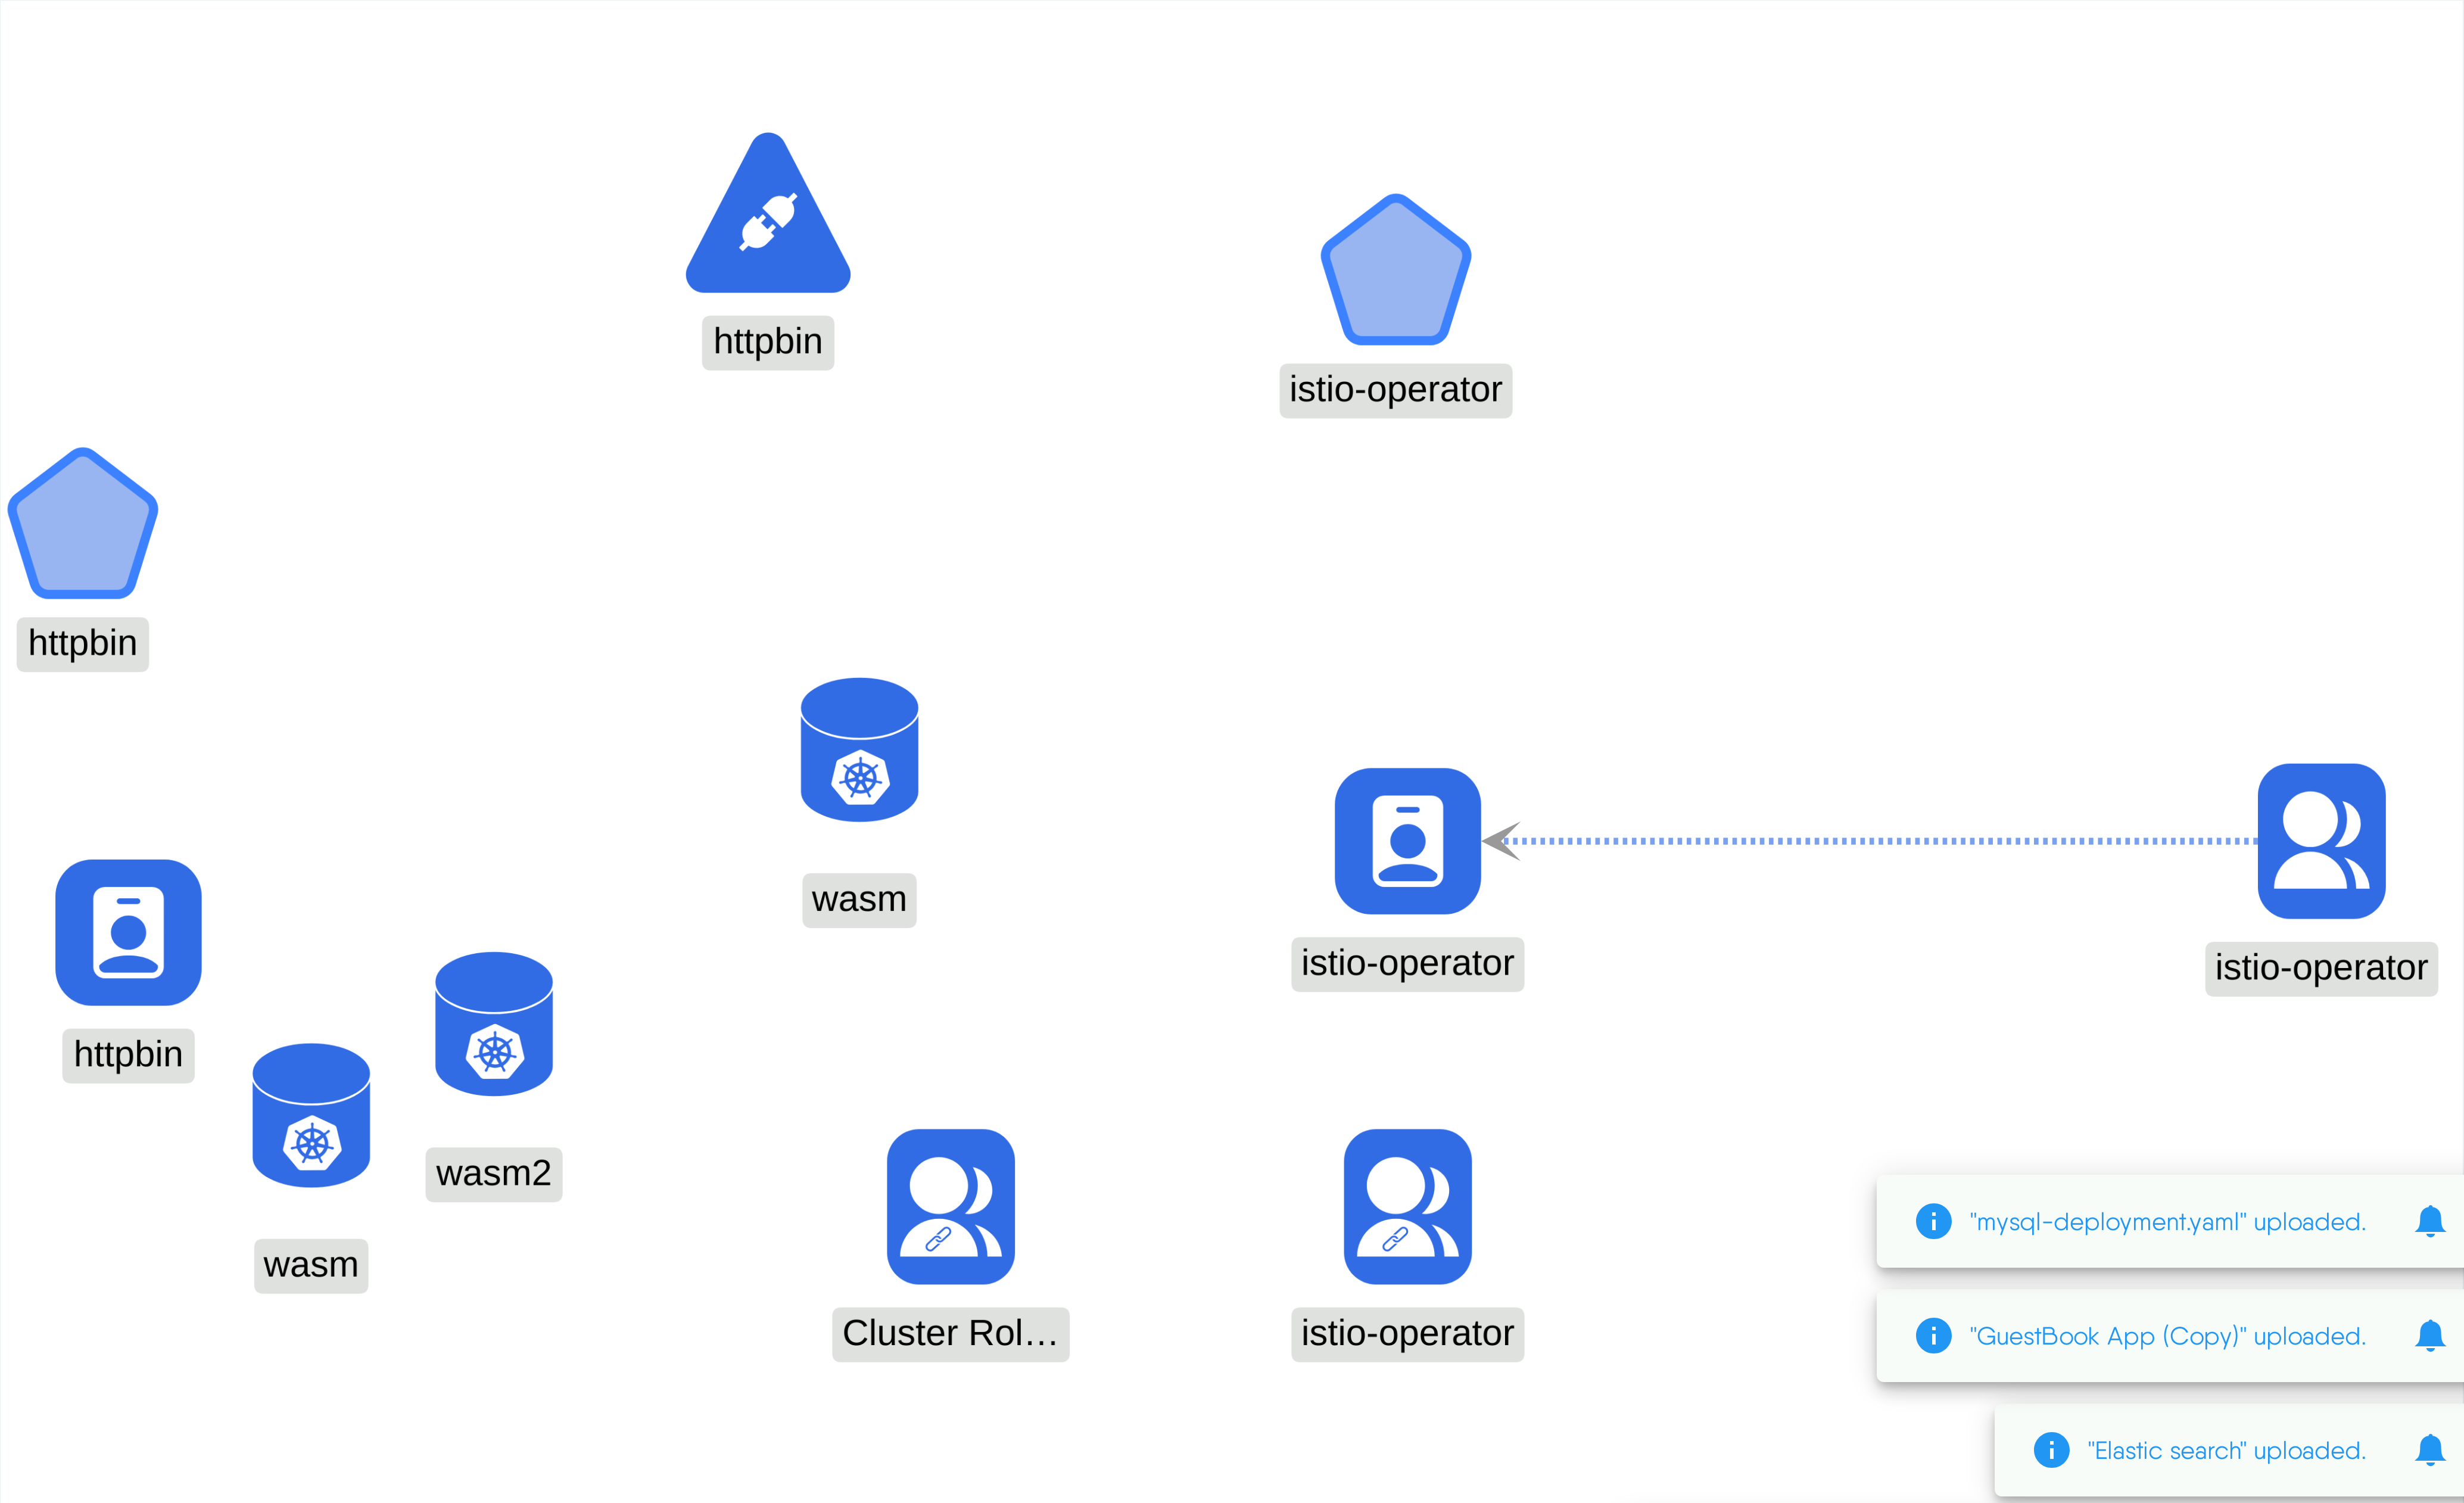 httpbin
istio-operator
httpbin
wasm
istio-operator
istio-operator
httpbin
wasm2
wasm
Cluster Rol...
istio-operator
"mysql-deployment.yaml" uploaded.
"GuestBook App (Copy)" uploaded.
"Elastic search" uploaded.